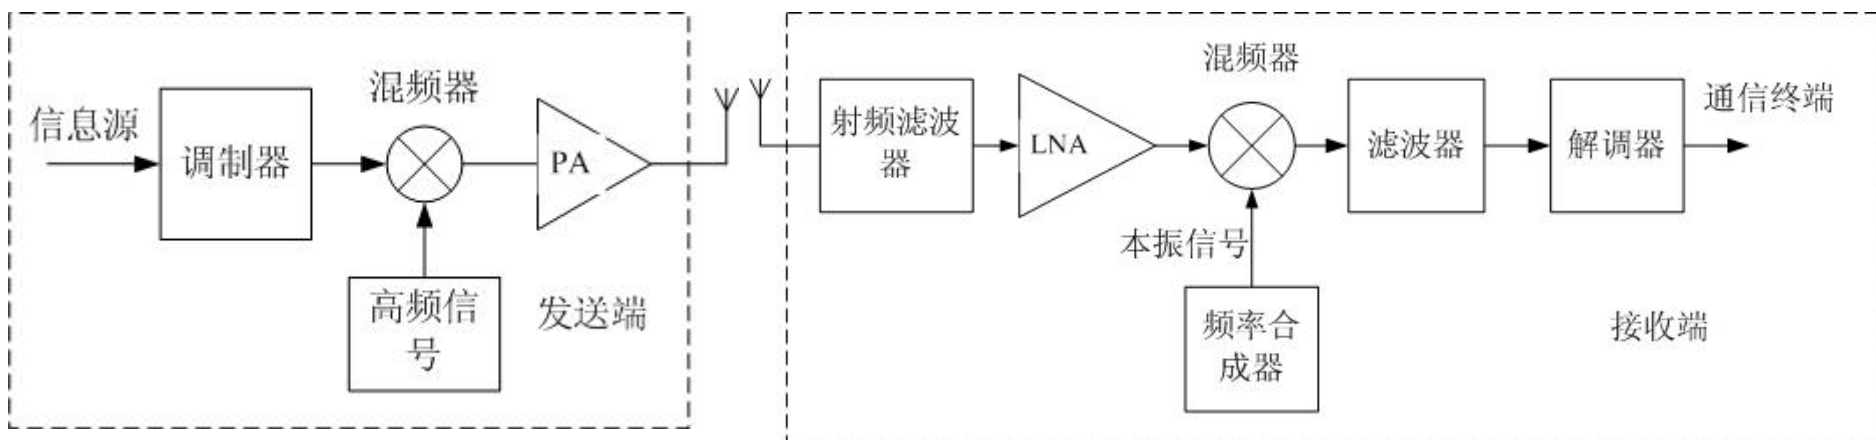 信息源
调制器
混频器
PA
高频信
号
发送端
射频滤波
器
LNA
混频器
本振信号
频率合
成器
滤波器
解调器
通信终端
接收端